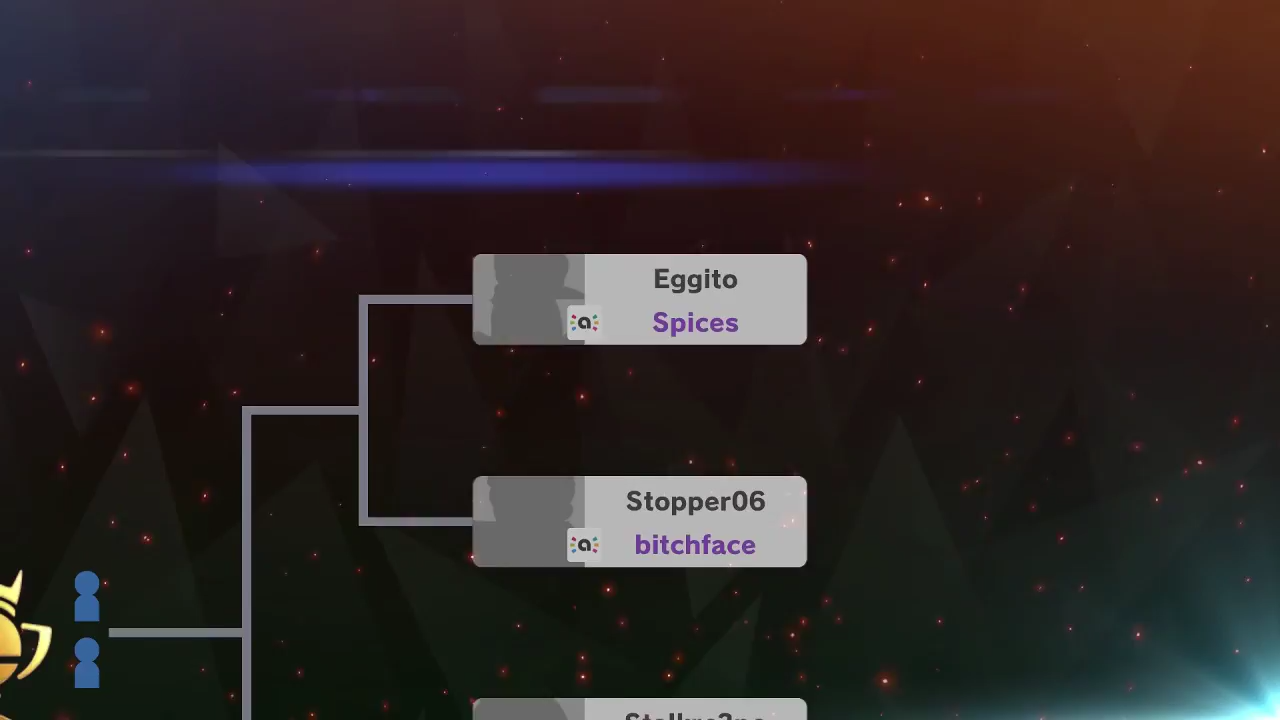 Eggito
a
Spices
Stopper06
a
bitchface